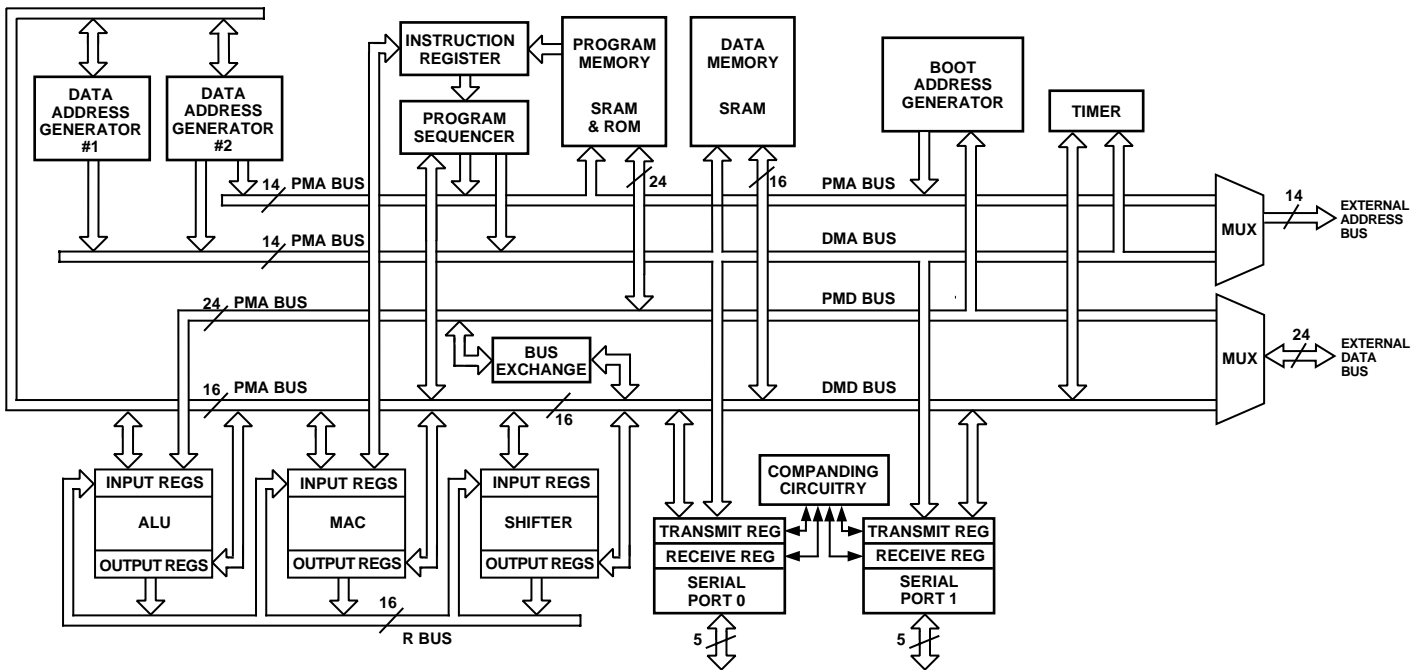 INSTRUCTION
REGISTER
PROGRAM
MEMORY
SRAM
& ROM
DATA
MEMORY
SRAM
BOOT
ADDRESS
GENERATOR
TIMER
DATA
ADDRESS
GENERATOR
#1
DATA
ADDRESS
GENERATOR
#2
PROGRAM
SEQUENCER
14
PMA BUS
24
16
PMA BUS
MUX
14
EXTERNAL
ADDRESS
BUS
14
PMA BUS
DMA BUS
24
PMA BUS
PMD BUS
BUS
EXCHANGE
MUX
24
EXTERNAL
DATA
BUS
16
PMA BUS
16
DMD BUS
INPUT REGS
ALU
OUTPUT REGS
INPUT REGS
MAC
OUTPUT REGS
INPUT REGS
SHIFTER
OUTPUT REGS
COMPANDING
CIRCUITRY
TRANSMIT REG
RECEIVE REG
SERIAL
PORT 0
TRANSMIT REG
RECEIVE REG
SERIAL
PORT 1
16
R BUS
5
5